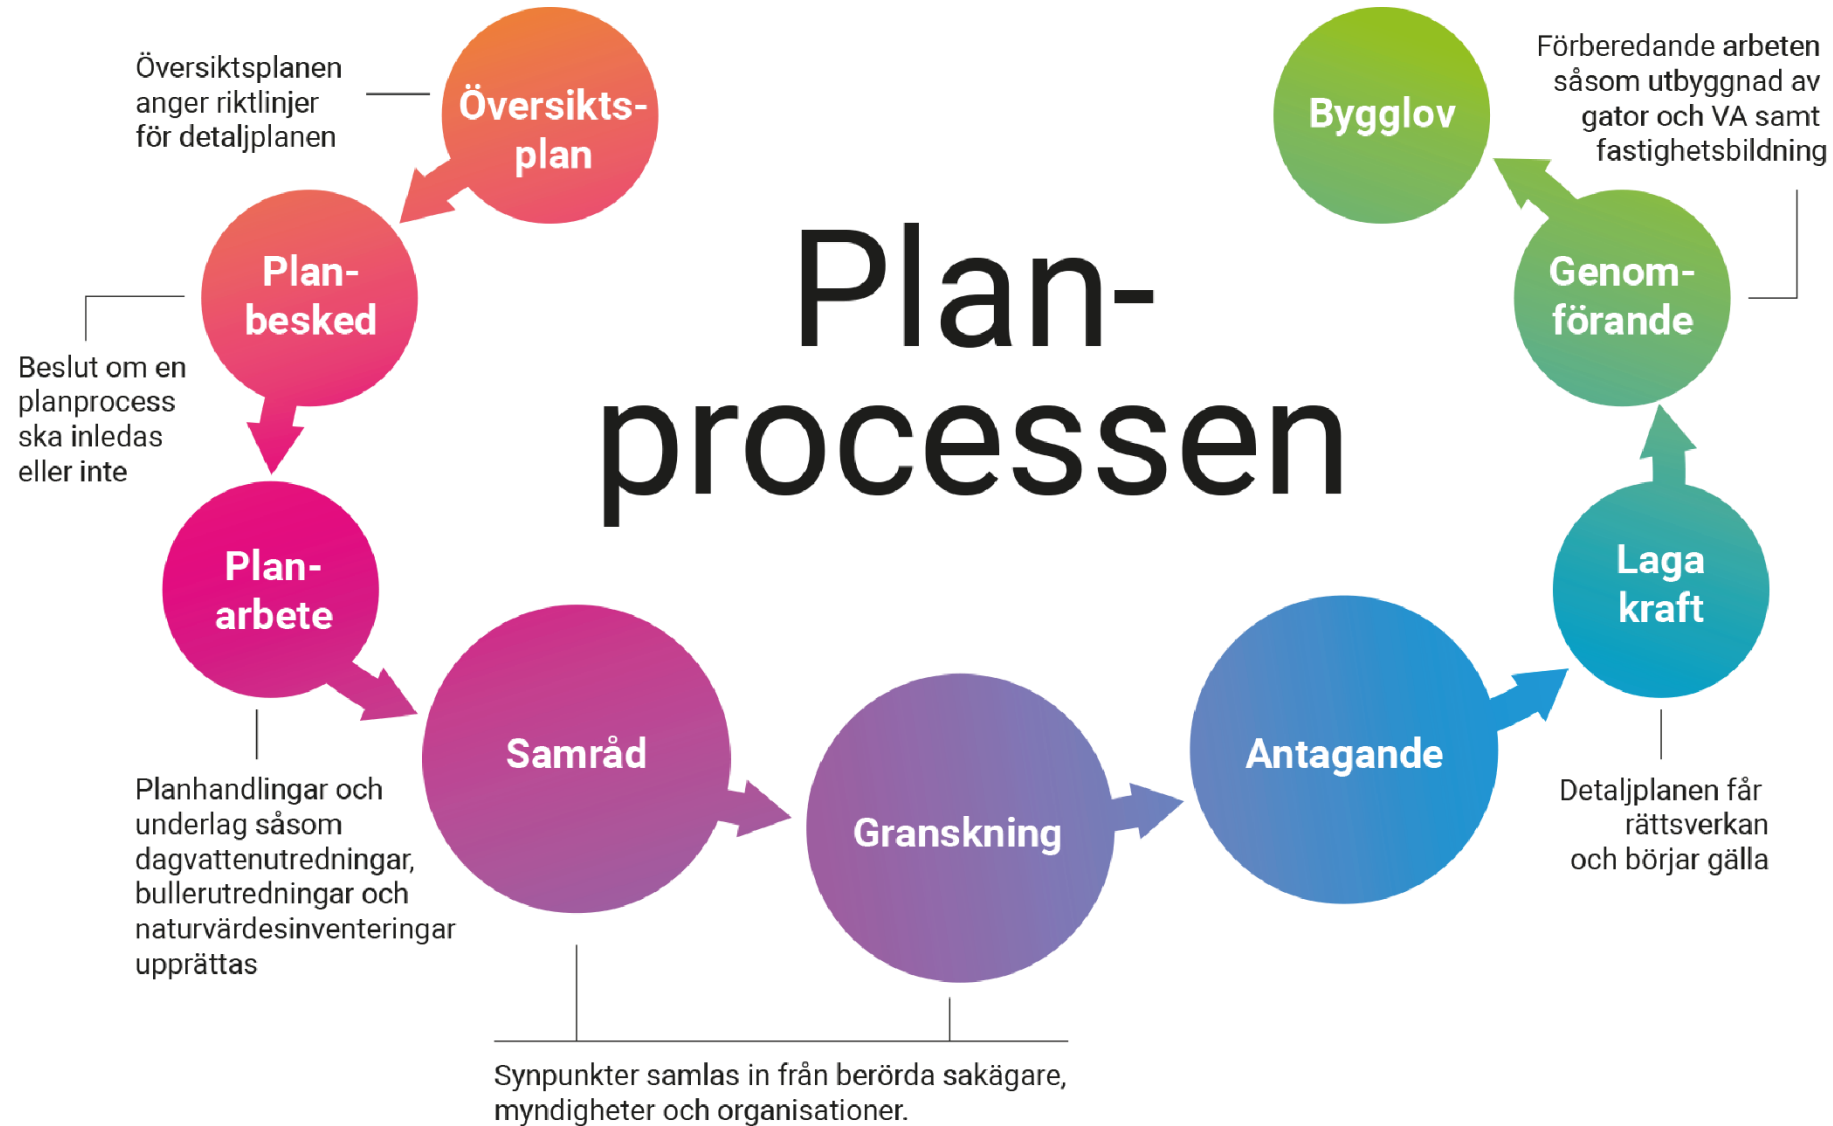 Plan-
processen
Översikts-
plan
Översiktsplanen
anger riktlinjer
för detaljplanen
Plan-
besked
Beslut om en
planprocess
ska inledas
eller inte
Plan-
arbete
Planhandlingar och
underlag såsom
dagvattenutredningar,
bullerutredningar och
naturvärdesinventeringar
upprättas
Samråd
Granskning
Synpunkter samlas in från berörda sakägare,
myndigheter och organisationer.
Antagande
Laga
kraft
Detaljplanen får
rättsverkan
och börjar gälla
Genom-
förande
Förberedande arbeten
såsom utbyggnad av
gator och VA samt
fastighetsbildning
Bygglov